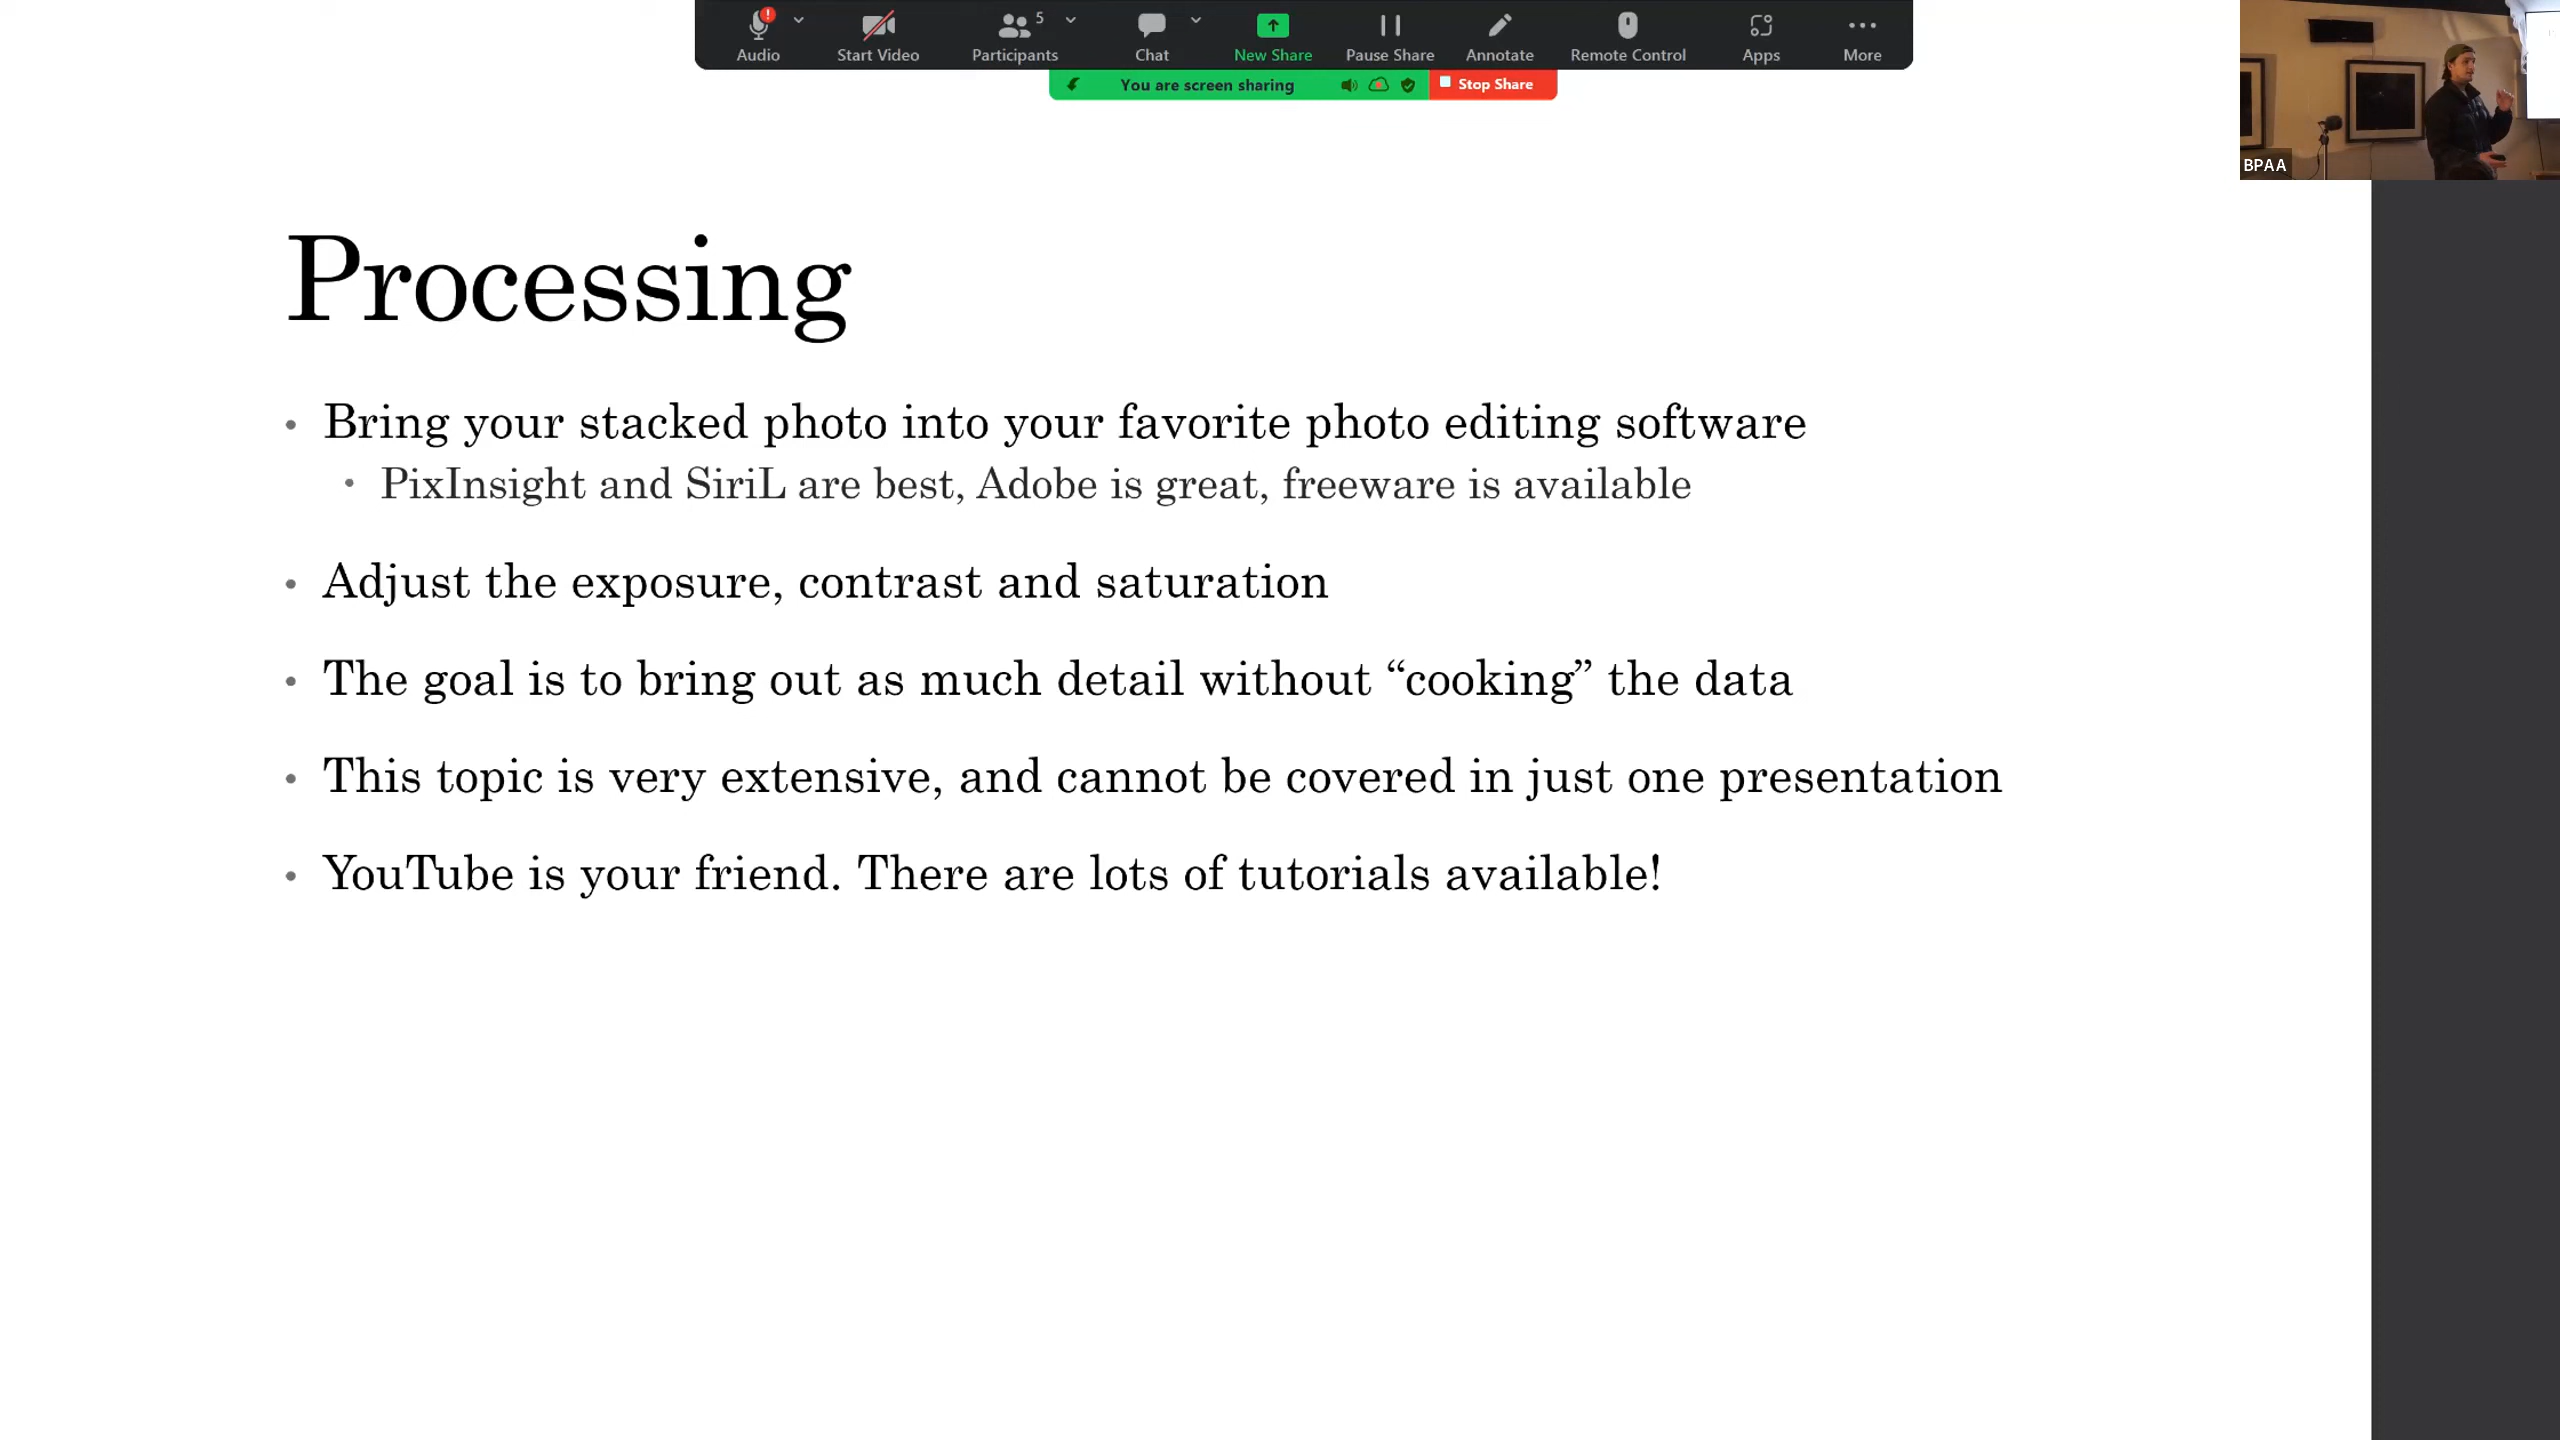 Audio
Start Video
Participants
5
Chat
New Share
Pause Share
Annotate
Remote Control
Apps
More
You are screen sharing
Stop Share
BPAA
Processing
• Bring your stacked photo into your favorite photo editing software
• PixInsight and SiriL are best, Adobe is great, freeware is available
• Adjust the exposure, contrast and saturation
• The goal is to bring out as much detail without “cooking” the data
• This topic is very extensive, and cannot be covered in just one presentation
• YouTube is your friend. There are lots of tutorials available!